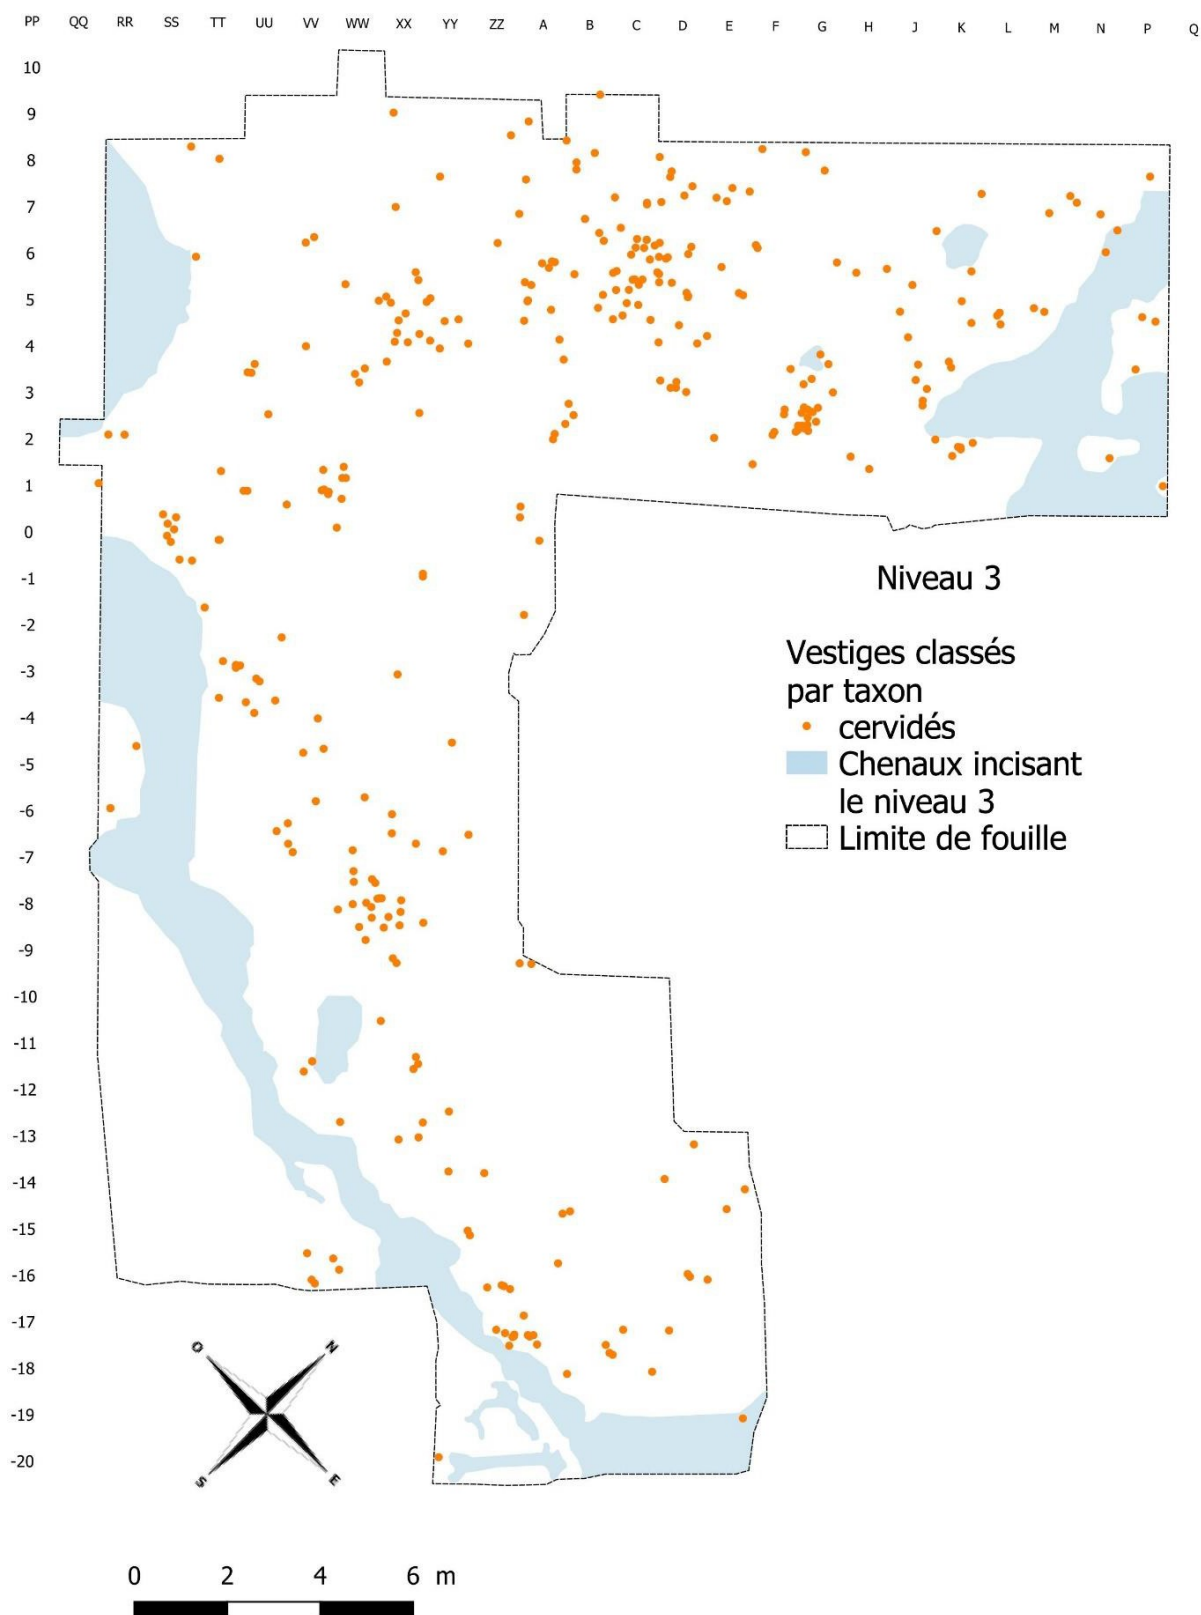 PP QQ RR SS TT UU VV WW XX YY ZZ A B C D E F G H J K L M N P Q
10
9
8
7
6
5
4
3
2
1
0
-1
-2
-3
-4
-5
-6
-7
-8
-9
-10
-11
-12
-13
-14
-15
-16
-17
-18
-19
-20
Niveau 3
Vestiges classés
par taxon
cervidés
Chenaux incisant
le niveau 3
Limite de fouille
O N
S E
0 2 4 6 m